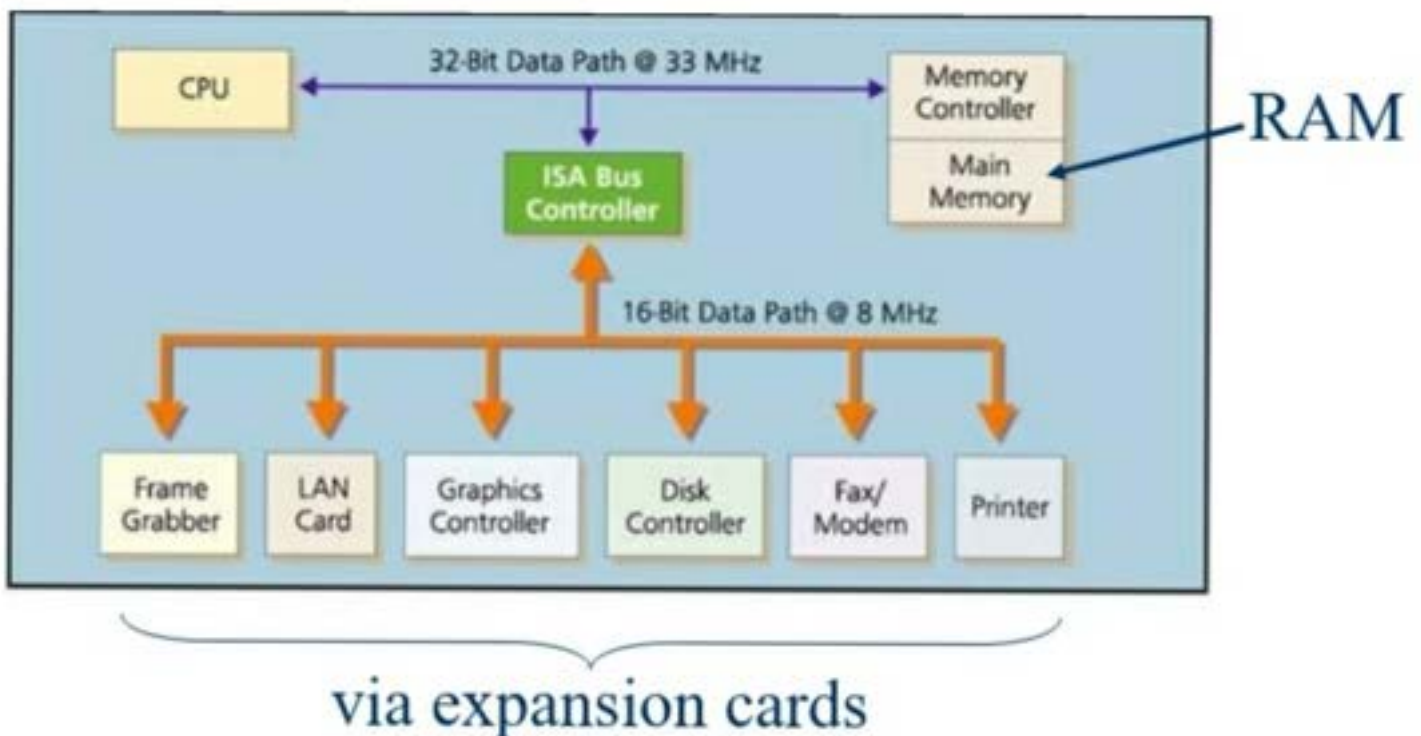 32-Bit Data Path @ 33 MHz
CPU
Memory
Controller
RAM
ISA Bus
Controller
Main
Memory
16-Bit Data Path @ 8 MHz
Frame
Grabber
LAN
Card
Graphics
Controller
Disk
Controller
Fax/
Modem
Printer
via expansion cards